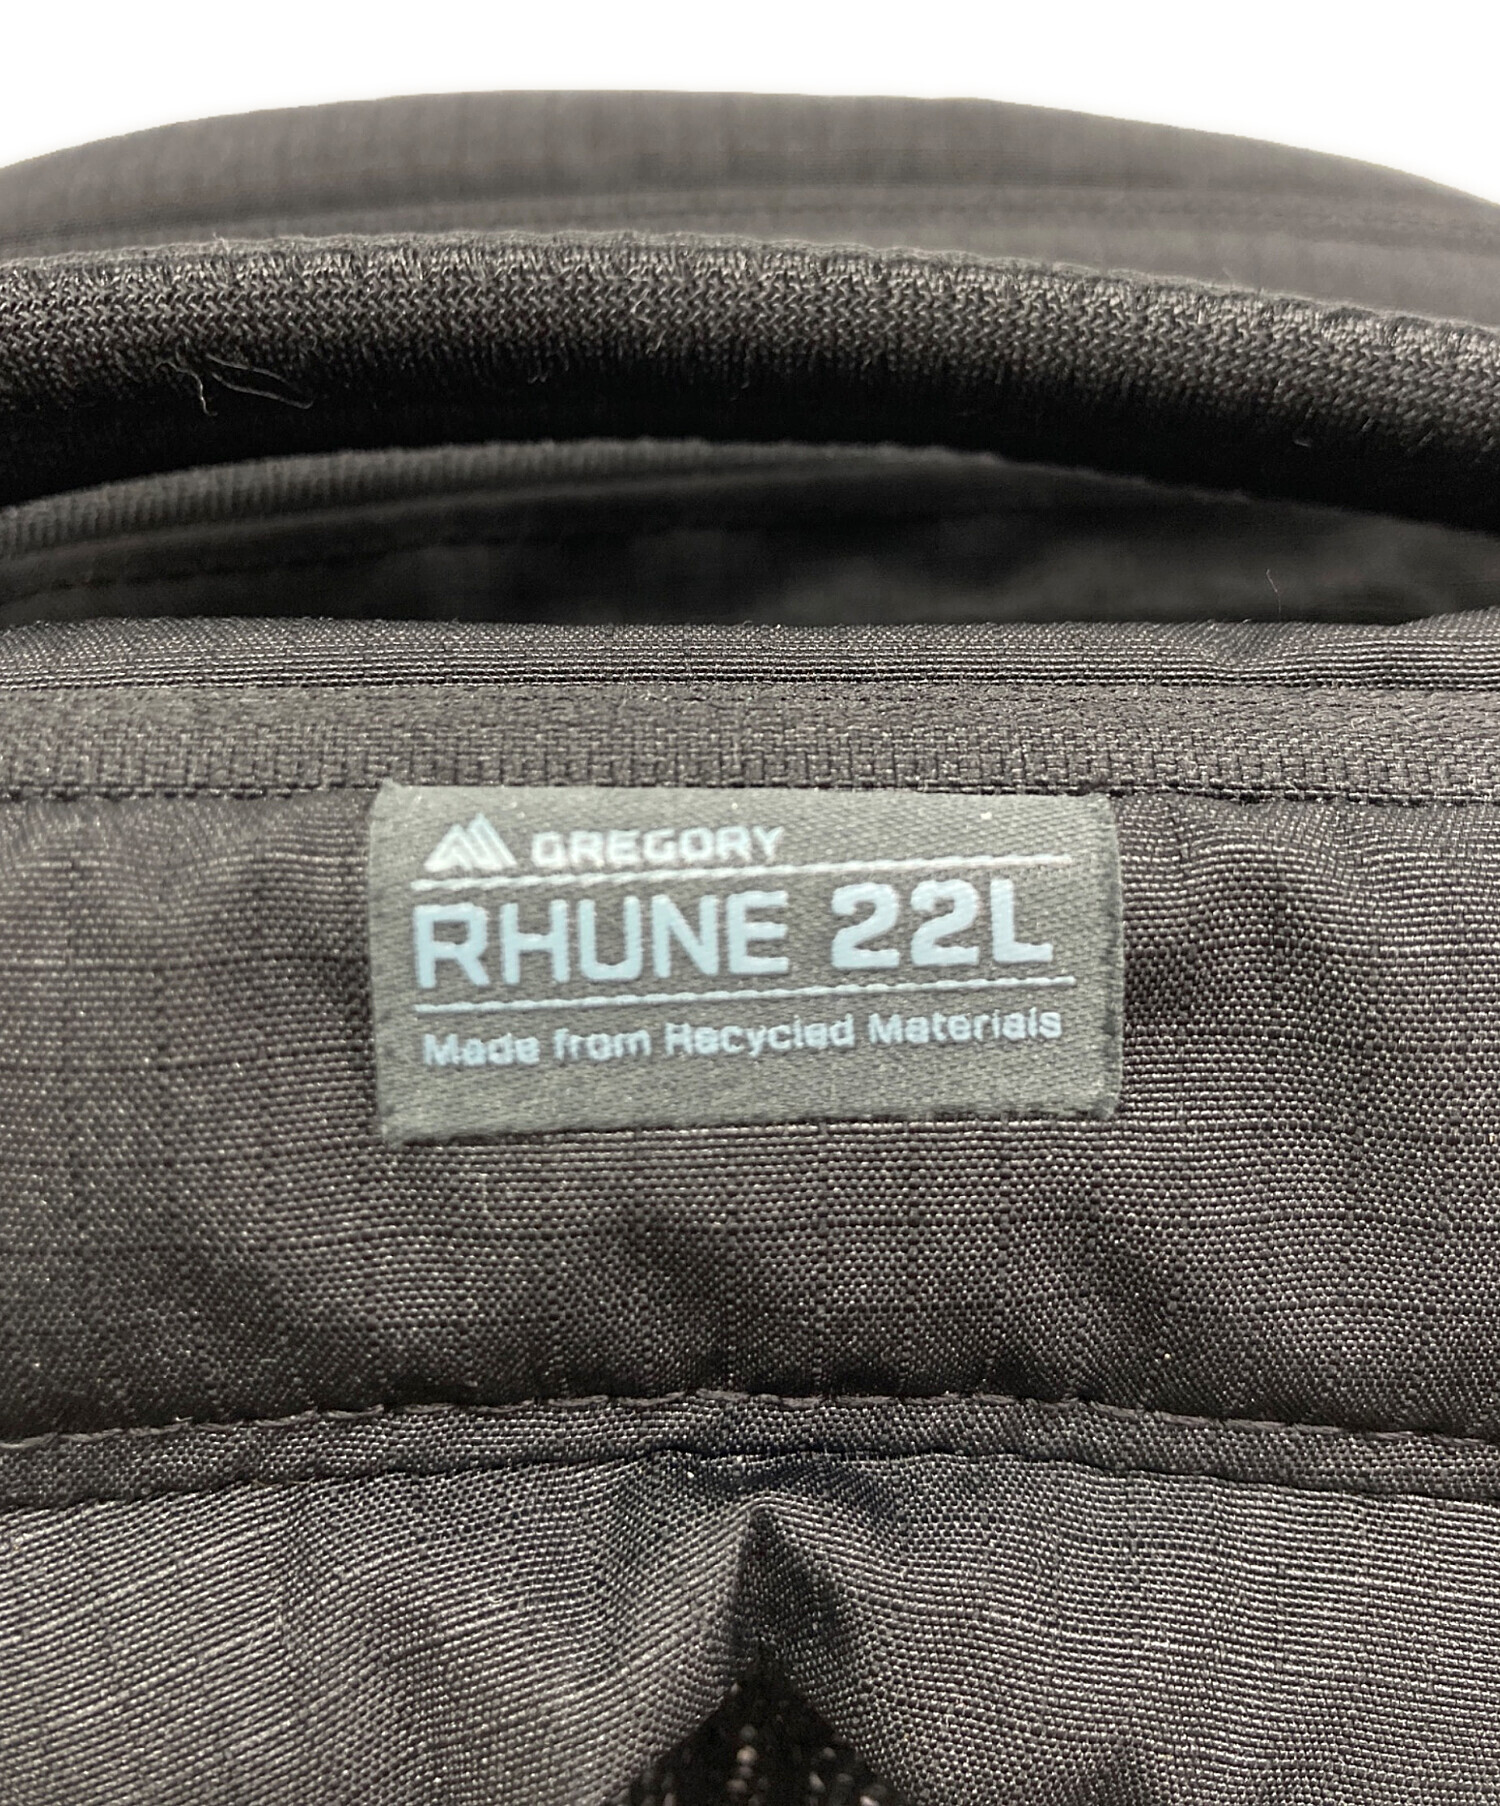 GREGORY
RHUNE 22L
Made from Recycled Materials